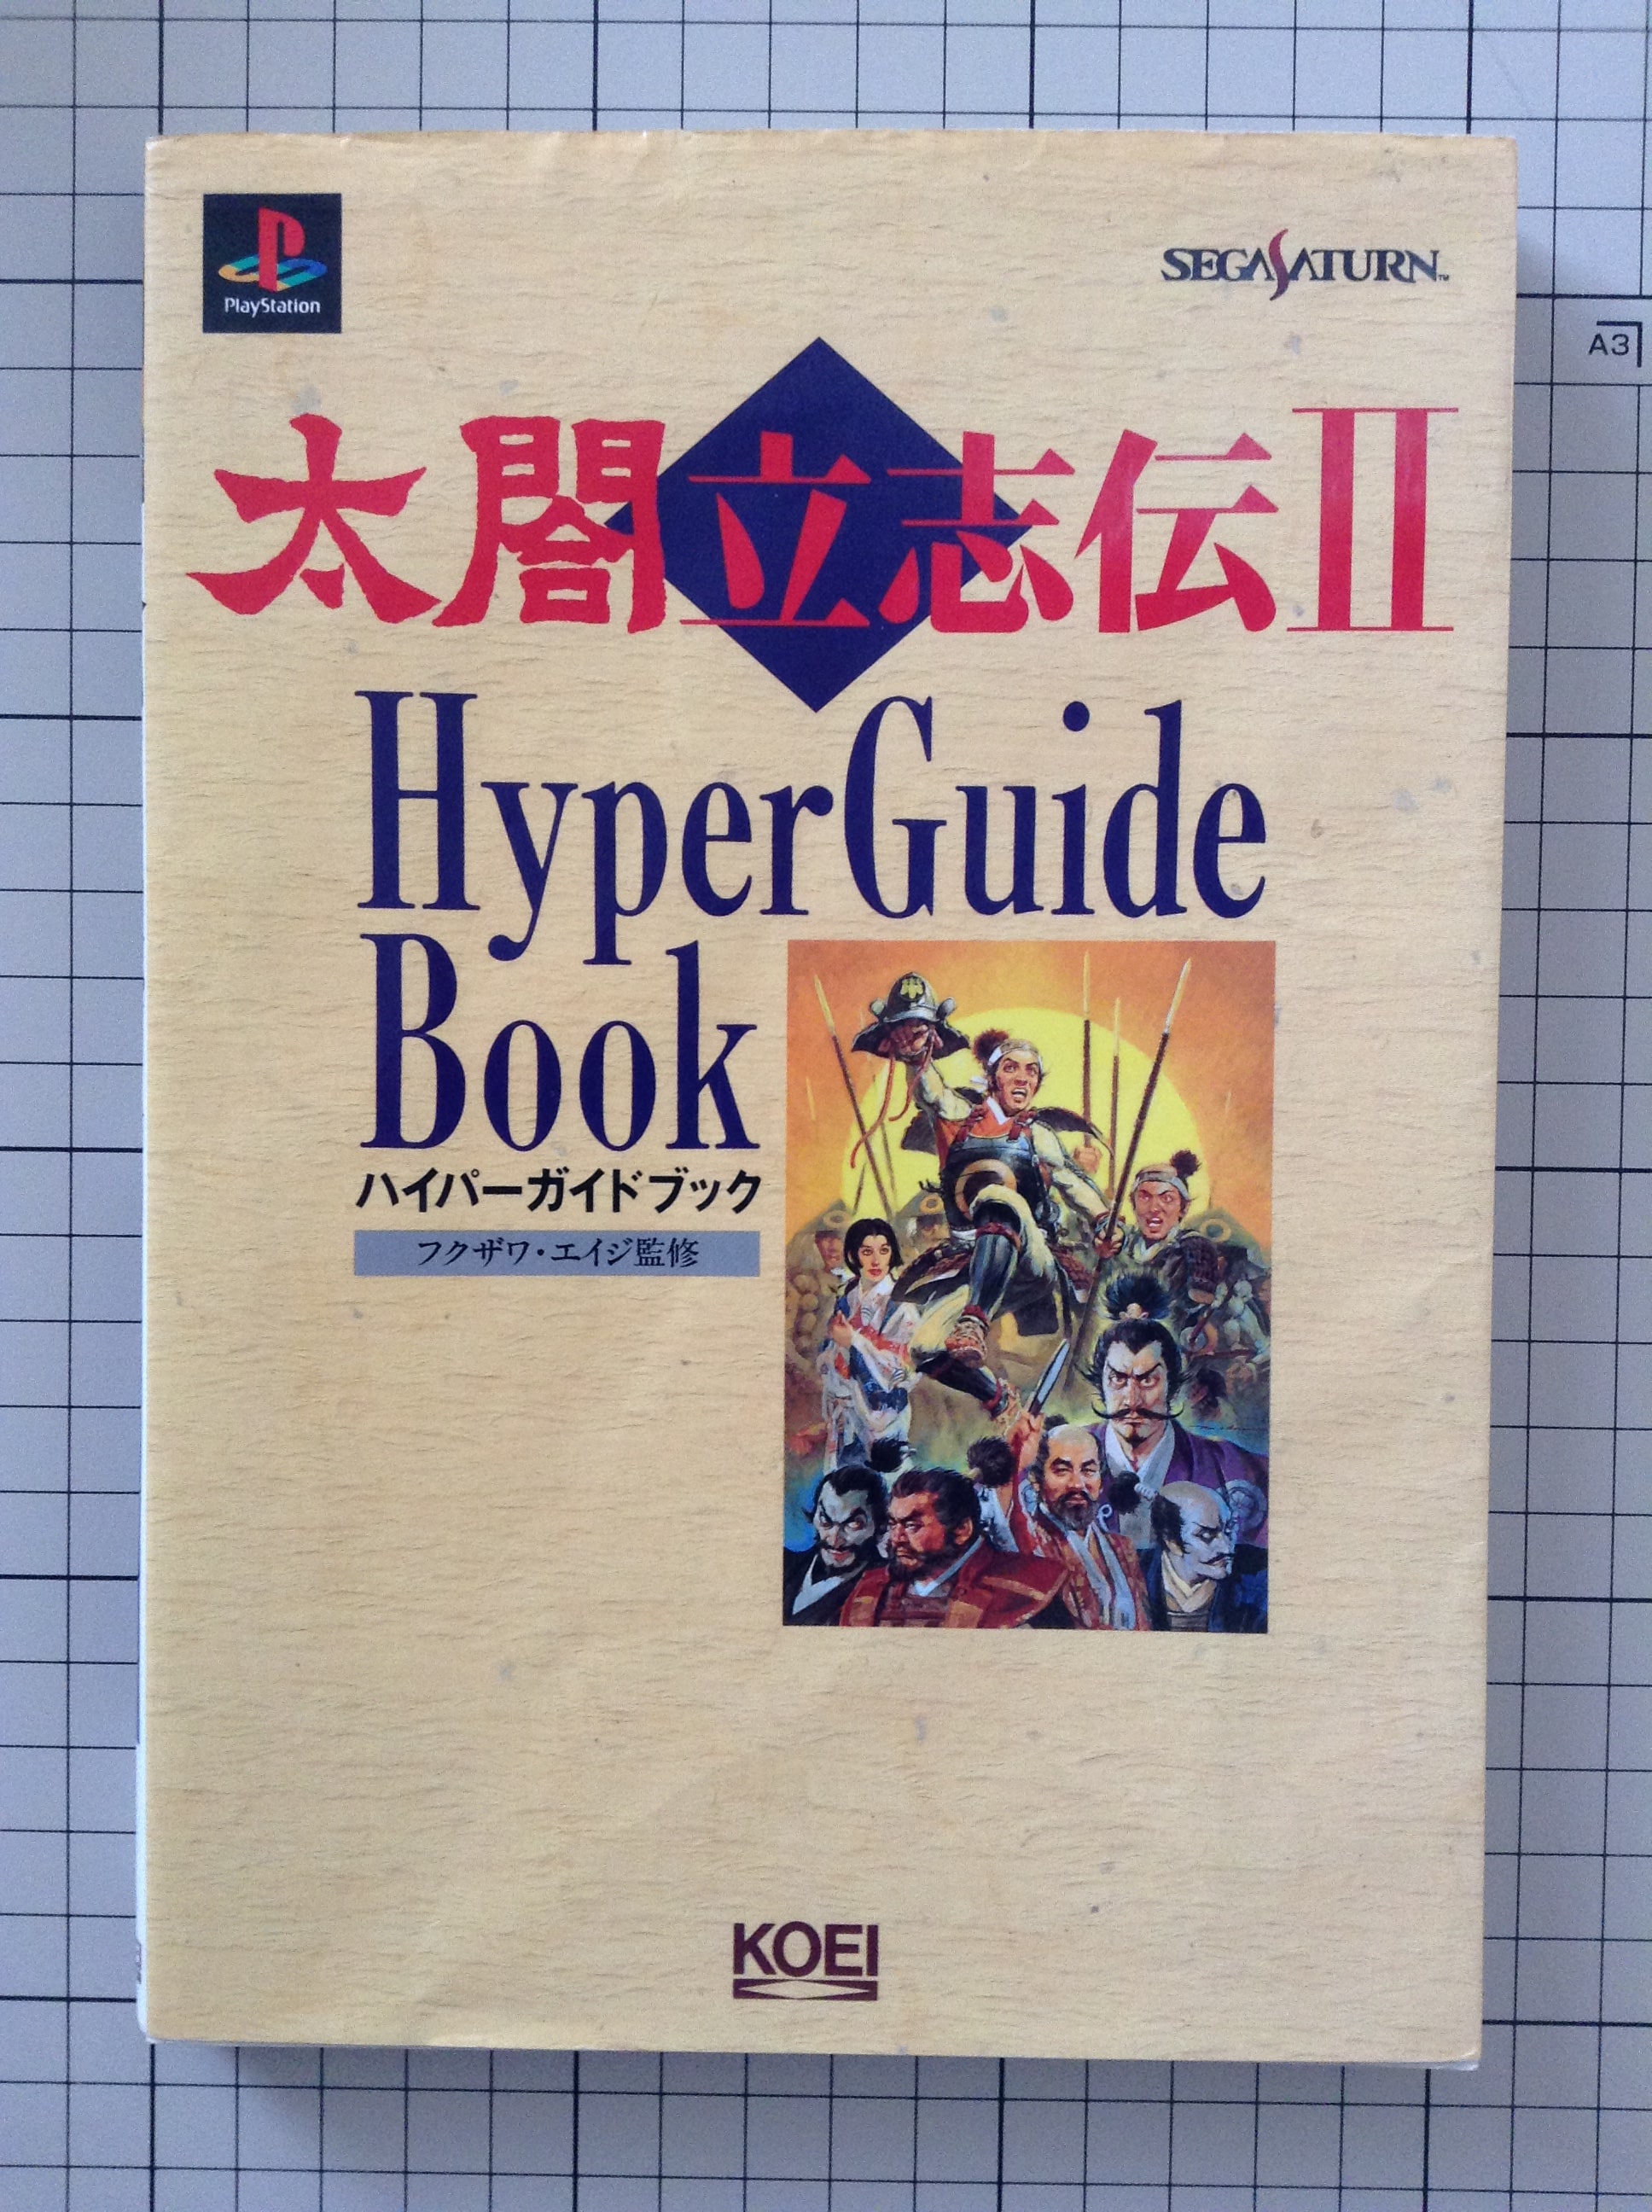 PlayStation
SEGASATURN™
A3
太閤立志伝II
HyperGuide
Book
ハイパーガイドブック
フクザワ・エイジ監修
KOEI